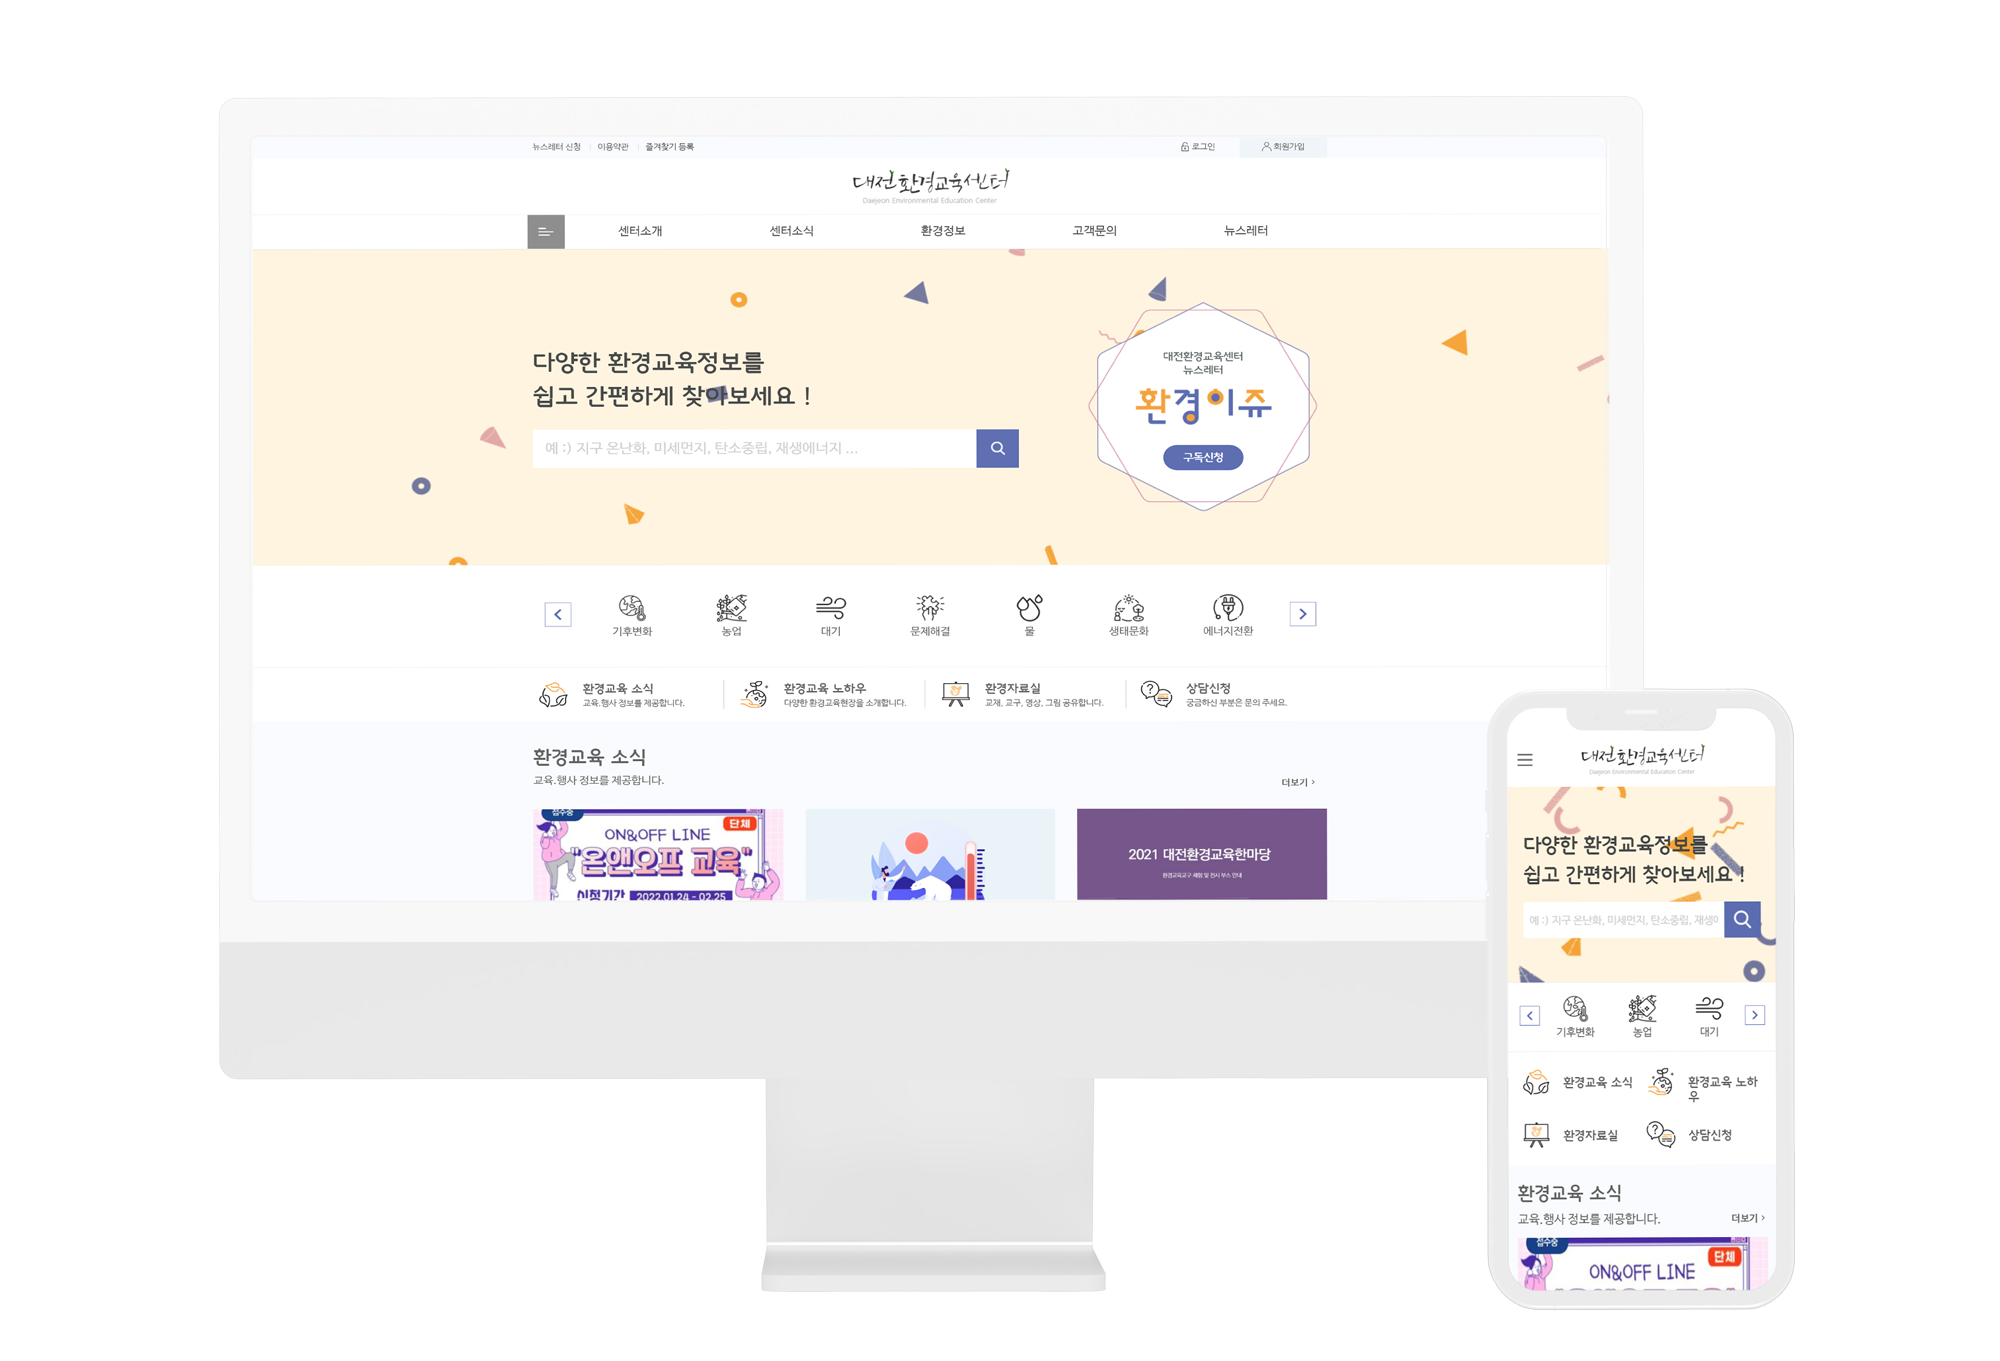 뉴스레터 신청
이용약관
즐겨찾기 등록
로그인
회원가입
대전환경교육센터
Daejeon Environmental Education Center
센터소개
센터소식
환경정보
고객문의
뉴스레터
다양한 환경교육정보를
쉽고 간편하게 찾아보세요 !
예 :) 지구 온난화, 미세먼지, 탄소중립, 재생에너지 ...
대전환경교육센터
뉴스레터
환경이쥬
구독신청
기후변화
농업
대기
문제해결
물
생태문화
에너지전환
환경교육 소식
교육.행사 정보를 제공합니다.
환경교육 노하우
다양한 환경교육현장을 소개합니다.
환경자료실
교재, 교구, 영상, 그림 공유합니다.
상담신청
궁금하신 부분은 문의 주세요.
환경교육 소식
교육.행사 정보를 제공합니다.
더보기 ›
접수중
단체
ON&OFF LINE
"온앤오프 교육"
신청기간 2022.01.24 - 02.25
2021 대전환경교육한마당
환경교육교구 체험 및 전시 부스 안내
대전환경교육센터
Daejeon Environmental Education Center
다양한 환경교육정보를
쉽고 간편하게 찾아보세요 !
예 :) 지구 온난화, 미세먼지, 탄소중립, 재생에
기후변화
농업
대기
환경교육 소식
환경교육 노하
우
환경자료실
상담신청
환경교육 소식
교육.행사 정보를 제공합니다.
더보기 ›
접수중
단체
ON&OFF LINE